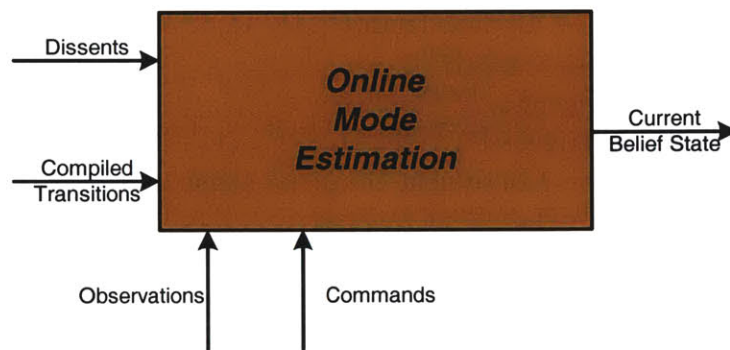 Dissents
Online
Mode
Estimation
Current
Belief State
Compiled
Transitions
Observations
Commands